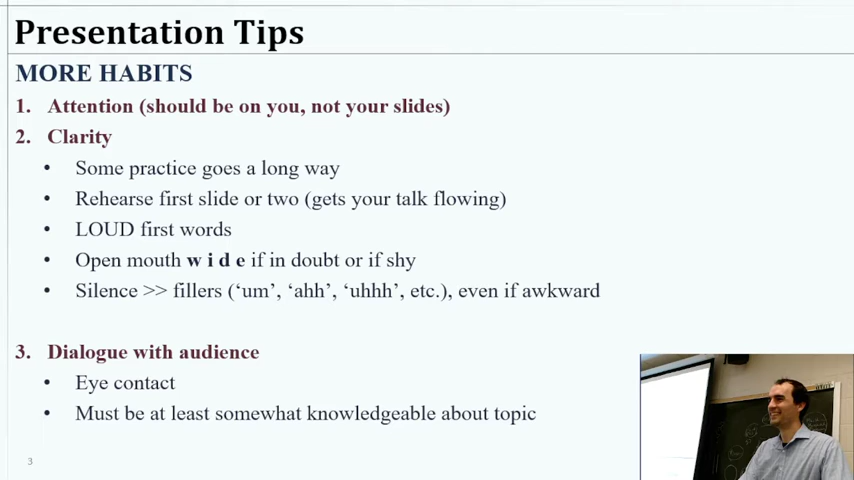 Presentation Tips
MORE HABITS
1. Attention (should be on you, not your slides)
2. Clarity
• Some practice goes a long way
• Rehearse first slide or two (gets your talk flowing)
• LOUD first words
• Open mouth w i d e if in doubt or if shy
• Silence >> fillers (‘um’, ‘ahh’, ‘uhhh’, etc.), even if awkward
3. Dialogue with audience
• Eye contact
• Must be at least somewhat knowledgeable about topic
3